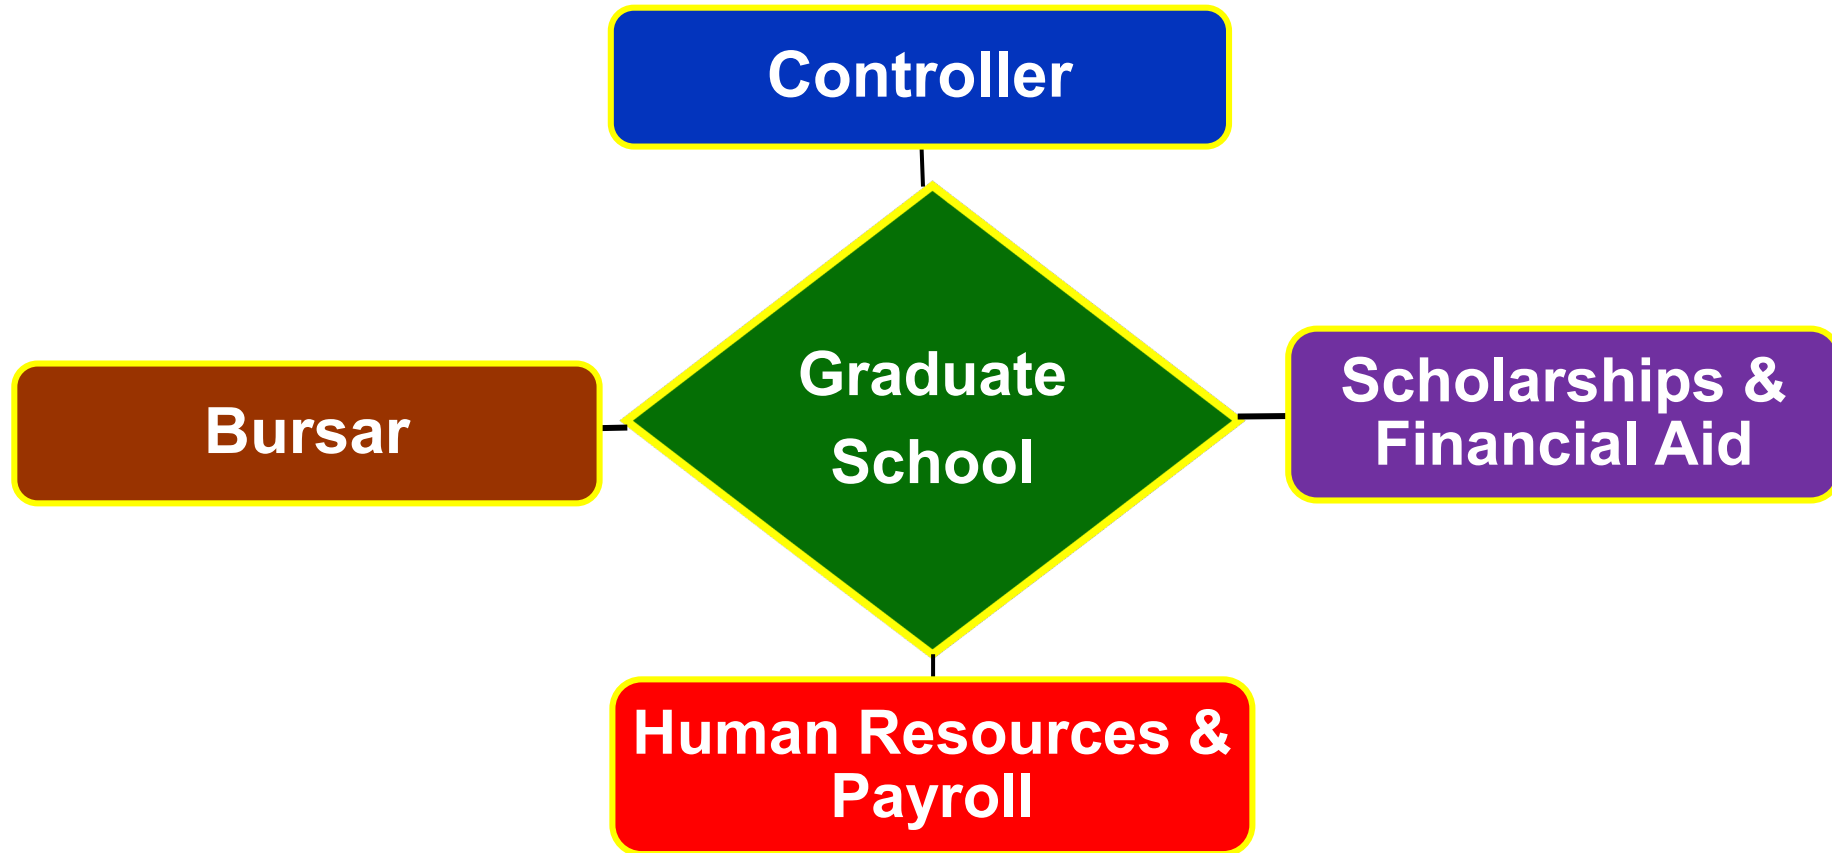 Controller
Graduate
School
Bursar
Scholarships &
Financial Aid
Human Resources &
Payroll